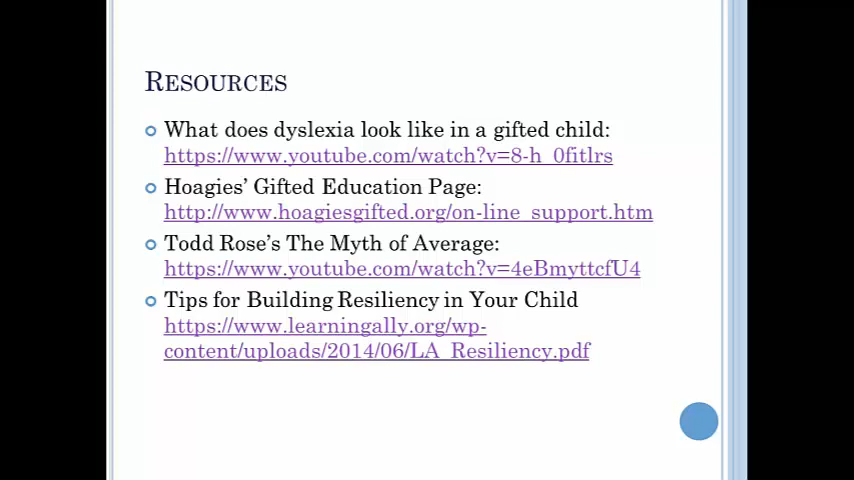 RESOURCES
What does dyslexia look like in a gifted child:
https://www.youtube.com/watch?v=8-h_0fitlrs
Hoagies’ Gifted Education Page:
http://www.hoagiesgifted.org/on-line_support.htm
Todd Rose’s The Myth of Average:
https://www.youtube.com/watch?v=4eBmyttcfU4
Tips for Building Resiliency in Your Child
https://www.learningally.org/wp-
content/uploads/2014/06/LA_Resiliency.pdf